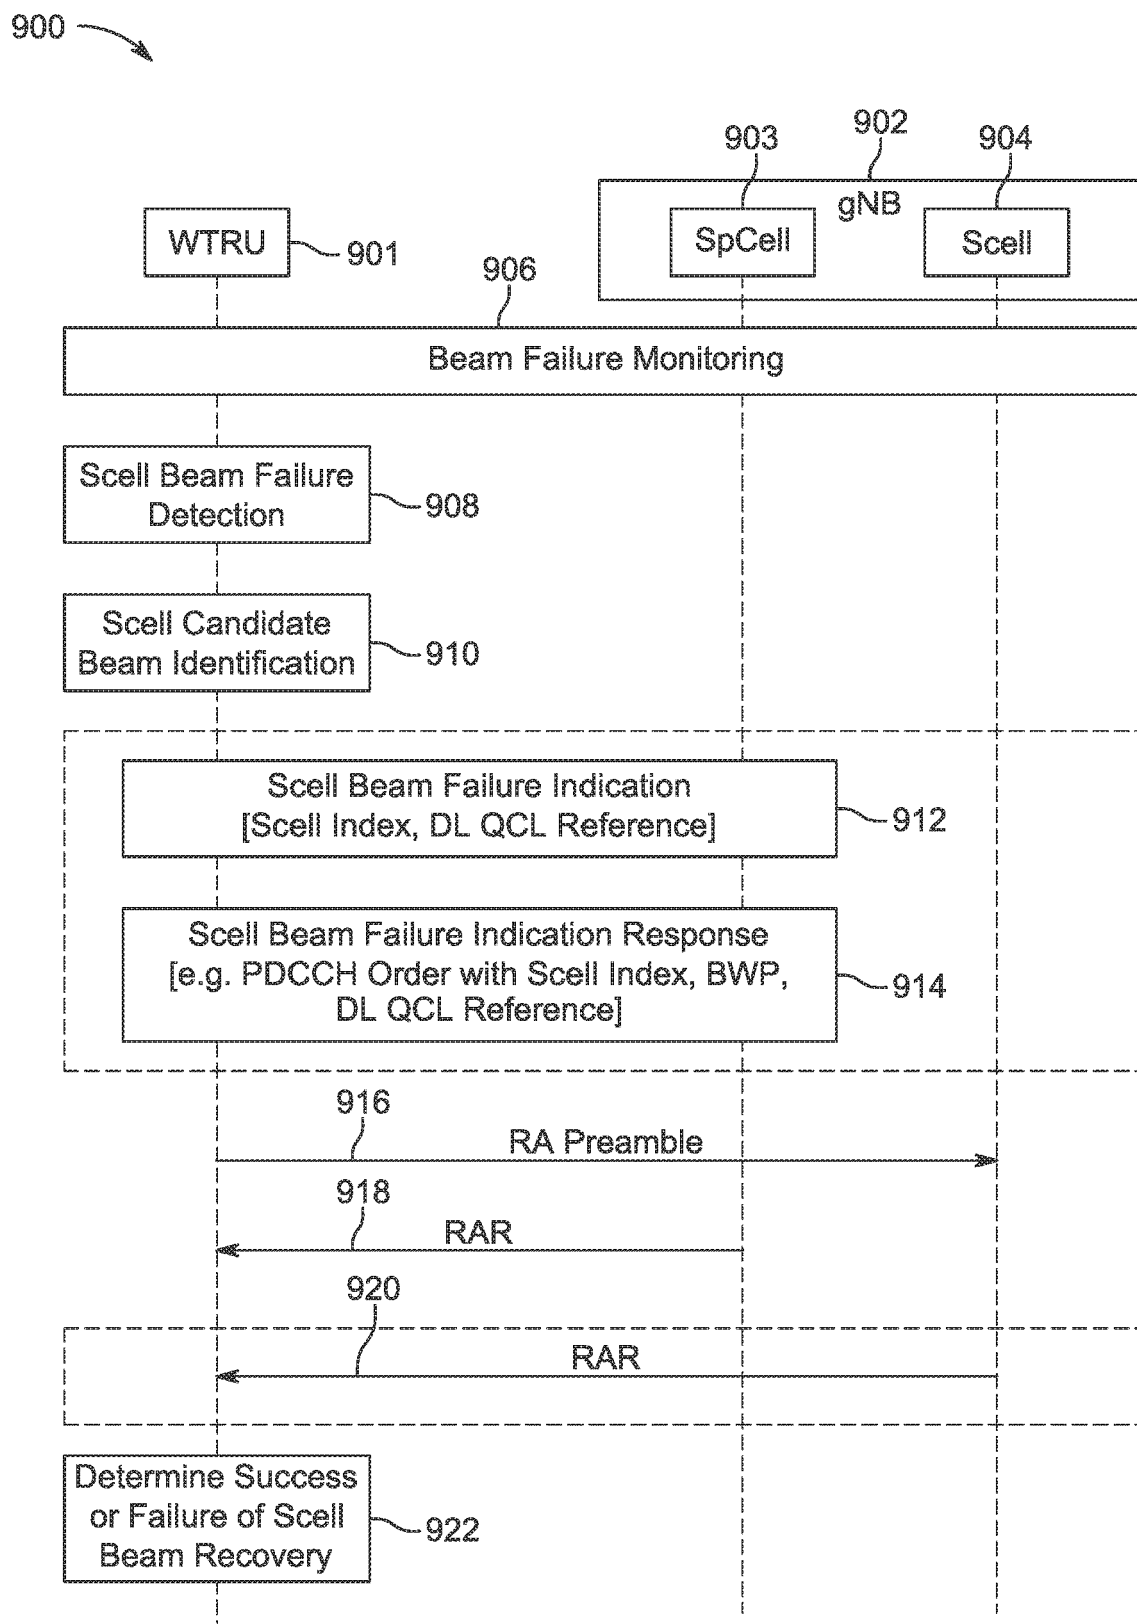 900
902
903
904
gNB
WTRU
SpCell
Scell
901
906
Beam Failure Monitoring
Scell Beam Failure
Detection
908
Scell Candidate
Beam Identification
910
Scell Beam Failure Indication
[Scell Index, DL QCL Reference]
912
Scell Beam Failure Indication Response
[e.g. PDCCH Order with Scell Index, BWP,
DL QCL Reference]
914
916
RA Preamble
918
RAR
920
RAR
Determine Success
or Failure of Scell
Beam Recovery
922